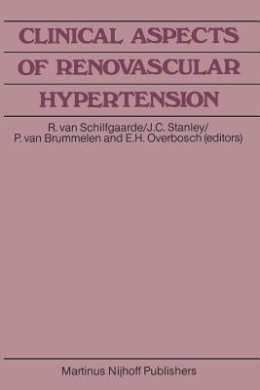 CLINICAL ASPECTS
OF RENOVASCULAR
HYPERTENSION
R. van Schilfgaarde/J.C. Stanley/
P. van Brummelen and E.H. Overbosch (editors)
Martinus Nijhoff Publishers